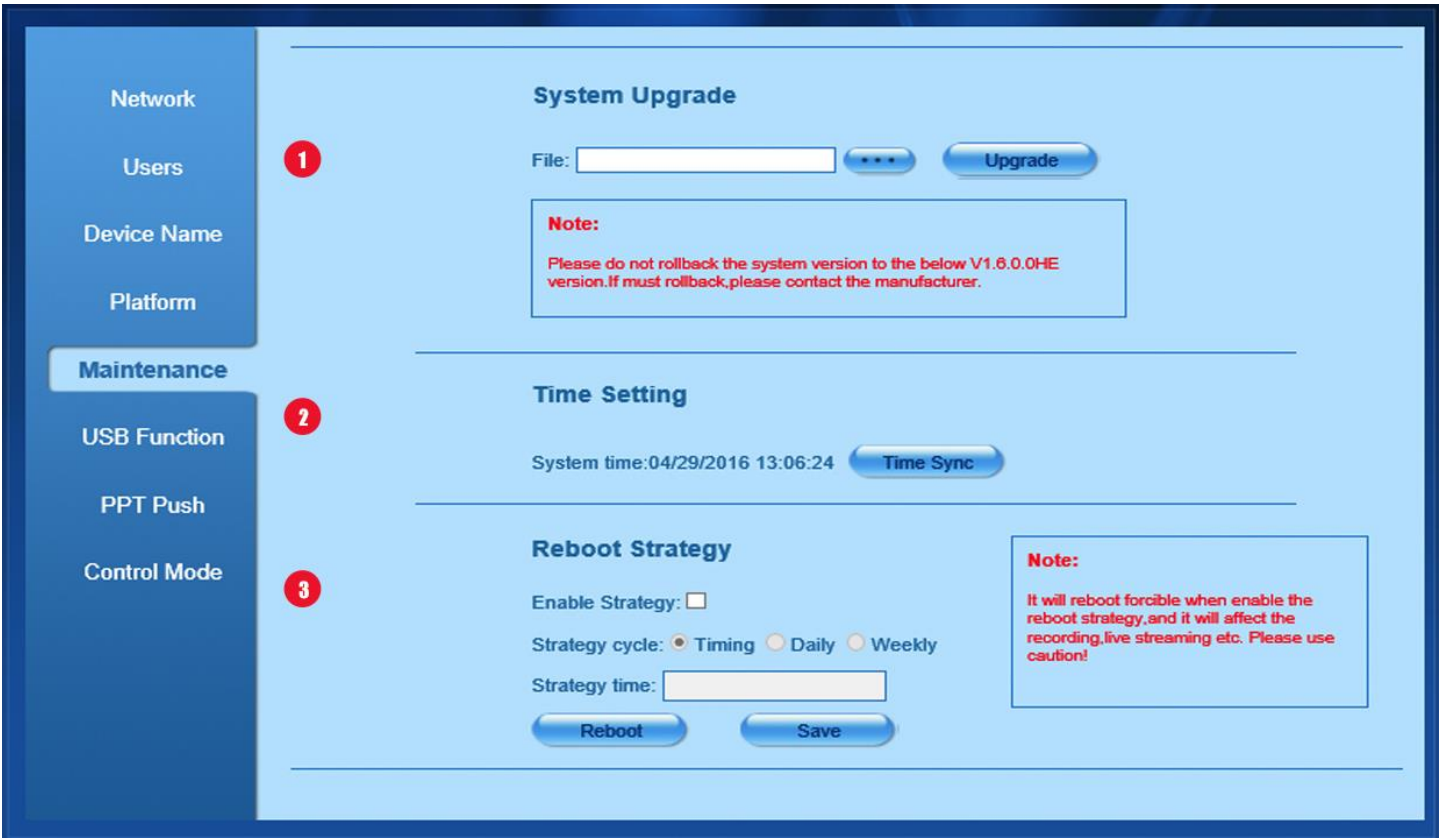 Network
Users
Device Name
Platform
Maintenance
USB Function
PPT Push
Control Mode
1
System Upgrade
File: ... Upgrade
Note:
Please do not rollback the system version to the below V1.6.0.0HE
version.If must rollback,please contact the manufacturer.
2
Time Setting
System time:04/29/2016 13:06:24 Time Sync
3
Reboot Strategy
Enable Strategy:
Strategy cycle: Timing Daily Weekly
Strategy time:
Reboot Save
Note:
It will reboot forcible when enable the
reboot strategy,and it will affect the
recording,live streaming etc. Please use
caution!